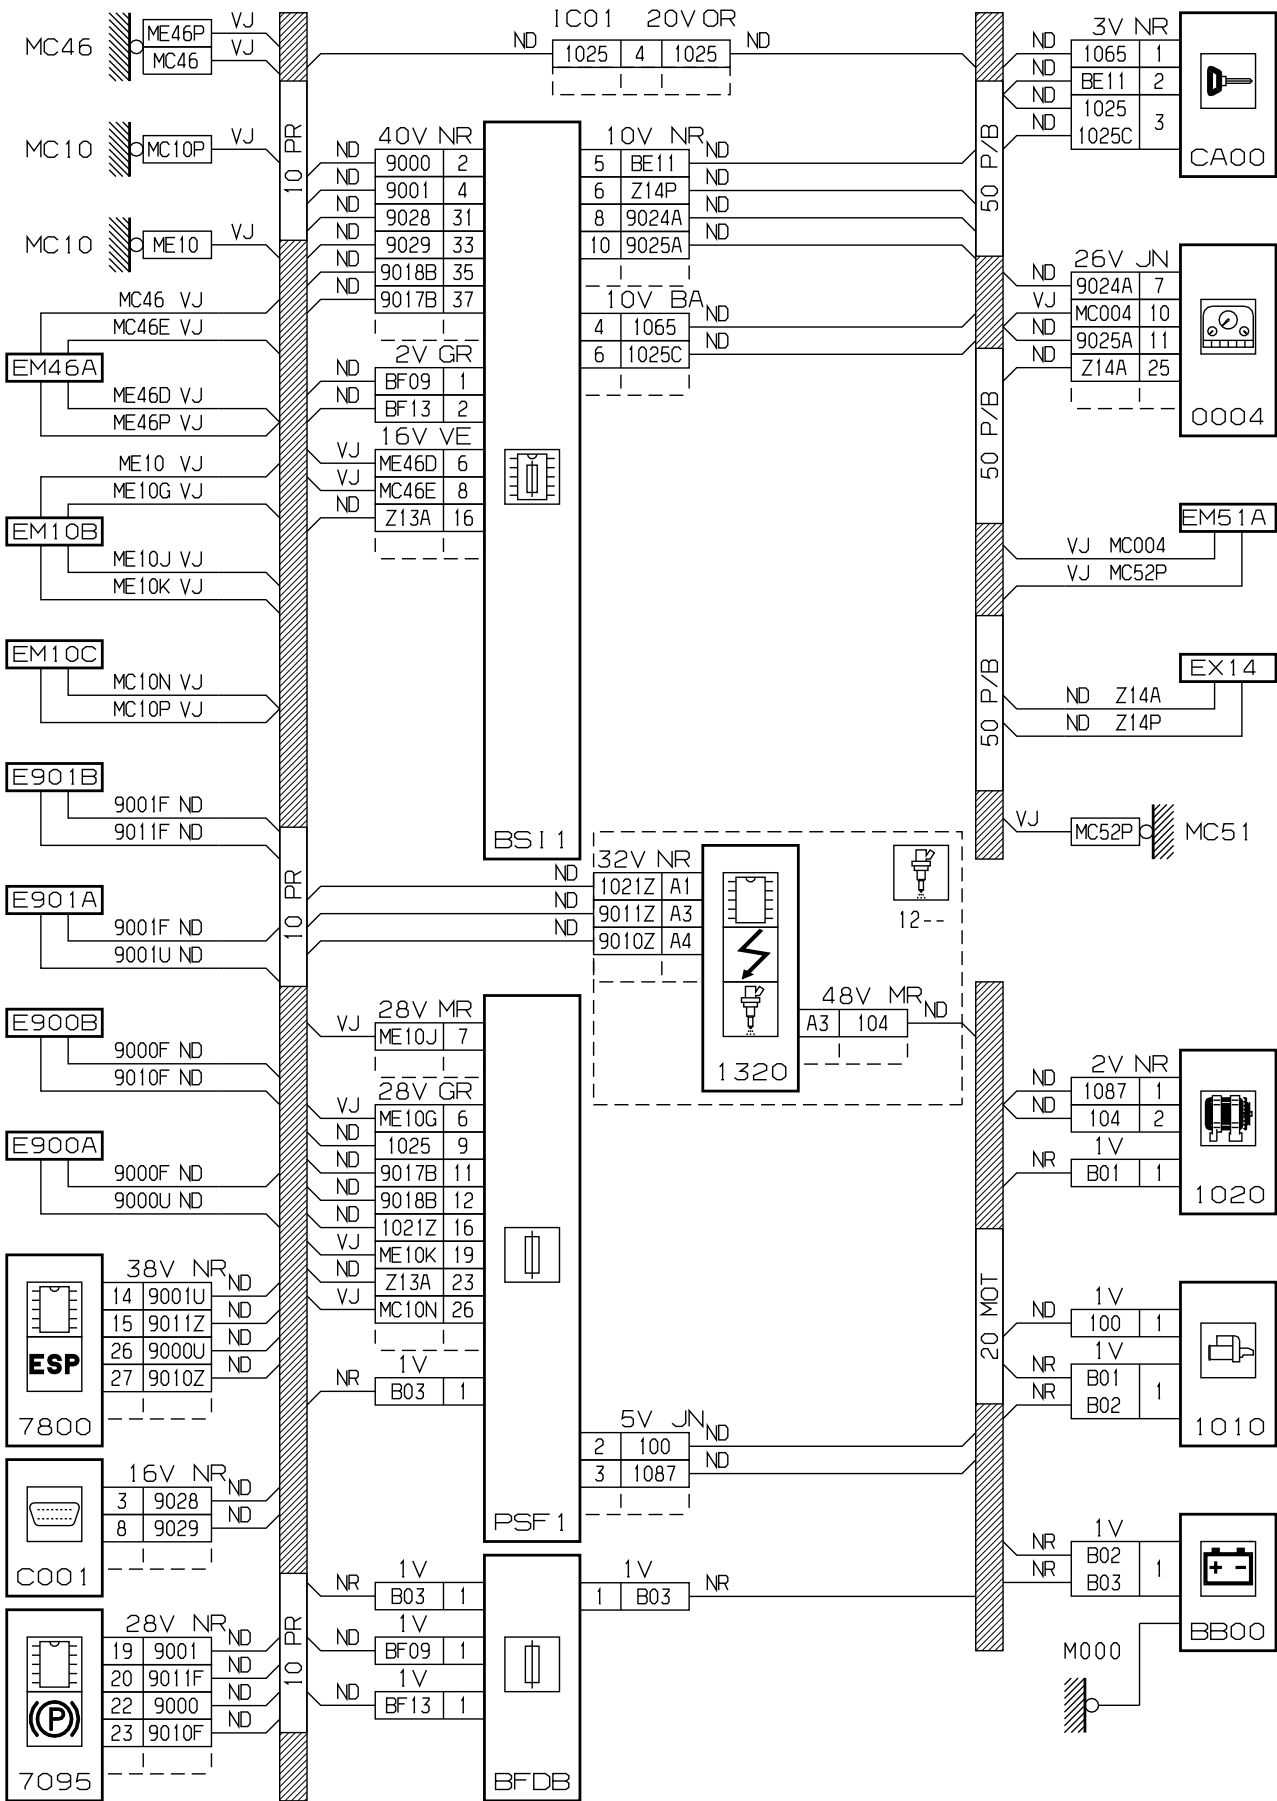 MC46
ME46P VJ
MC46 VJ
MC10
MC10P VJ
MC10
ME10 VJ
MC46 VJ
MC46E VJ
EM46A
ME46D VJ
ME46P VJ
ME10 VJ
ME10G VJ
EM10B
ME10J VJ
ME10K VJ
EM10C
MC10N VJ
MC10P VJ
E901B
9001F ND
9011F ND
E901A
9001F ND
9001U ND
E900B
9000F ND
9010F ND
E900A
9000F ND
9000U ND
38V NR
14 9001U ND
15 9011Z ND
26 9000U ND
27 9010Z ND
ESP
7800
16V NR
3 9028 ND
8 9029 ND
C001
28V NR
19 9001 ND
20 9011F ND
22 9000 ND
23 9010F ND
P
7095
10 PR
10 PR
10 PR
IC01 20V OR
ND 1025 4 1025 ND
40V NR
ND 9000 2
ND 9001 4
ND 9028 31
ND 9029 33
ND 9018B 35
ND 9017B 37
2V GR
ND BF09 1
ND BF13 2
16V VE
VJ ME46D 6
VJ MC46E 8
ND Z13A 16
BSI1
10V NR
5 BE11 ND
6 Z14P ND
8 9024A ND
10 9025A ND
10V BA
4 1065 ND
6 1025C ND
32V NR
ND 1021Z A1
ND 9011Z A3
ND 9010Z A4
12--
48V MR
A3 104 ND
1320
28V MR
VJ ME10J 7
28V GR
VJ ME10G 6
ND 1025 9
ND 9017B 11
ND 9018B 12
ND 1021Z 16
VJ ME10K 19
ND Z13A 23
VJ MC10N 26
1V
NR B03 1
5V JN
2 100 ND
3 1087 ND
PSF1
1V
NR B03 1
1V
ND BF09 1
1V
ND BF13 1
1V
1 B03 NR
BFDB
50 P/B
50 P/B
50 P/B
20 MOT
3V NR
ND 1065 1
ND BE11 2
ND 1025
ND 1025C 3
CA00
26V JN
ND 9024A 7
VJ MC004 10
ND 9025A 11
ND Z14A 25
0004
EM51A
VJ MC004
VJ MC52P
EX14
ND Z14A
ND Z14P
VJ MC52P MC51
2V NR
ND 1087 1
ND 104 2
1V
NR B01 1
1020
1V
ND 100 1
1V
NR B01
NR B02 1
1010
1V
NR B02
NR B03 1
+ -
BB00
M000